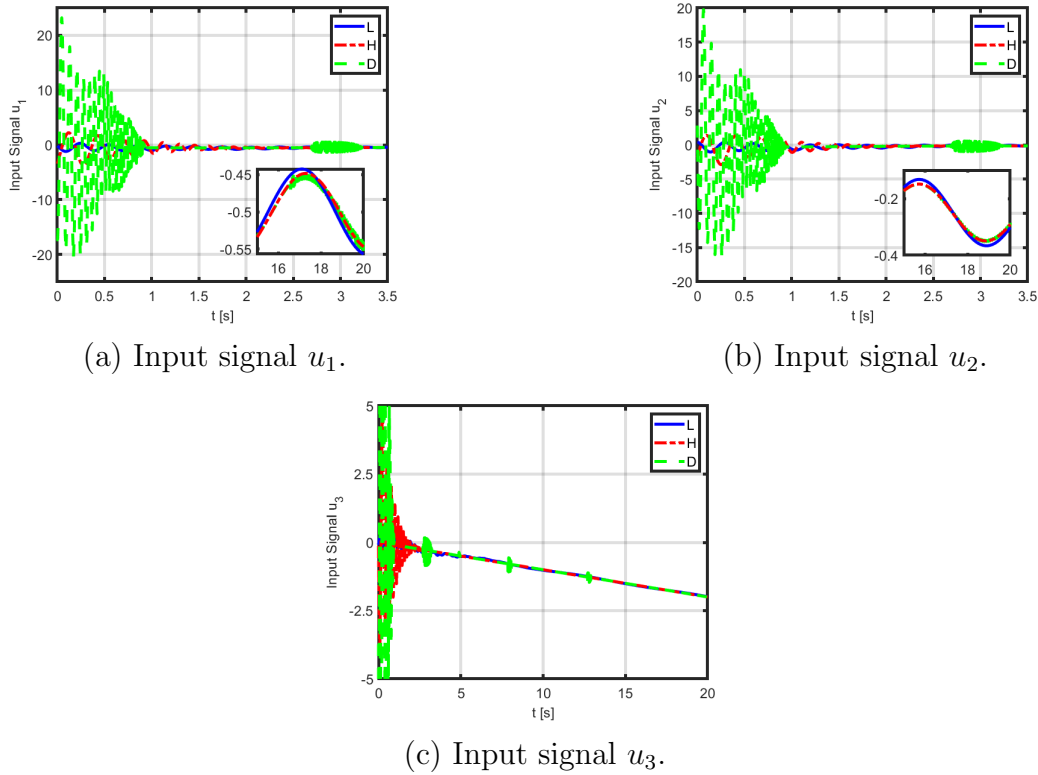 Input Signal u1
20
10
0
-10
-20
L
H
D
-0.45
-0.5
-0.55
16
18
20
0
0.5
1
1.5
2
2.5
3
3.5
t [s]
(a) Input signal u1.
Input Signal u2
20
15
10
5
0
-5
-10
-15
-20
L
H
D
-0.2
-0.4
16
18
20
0
0.5
1
1.5
2
2.5
3
3.5
t [s]
(b) Input signal u2.
Input Signal u3
5
2.5
0
-2.5
-5
L
H
D
0
5
10
15
20
t [s]
(c) Input signal u3.